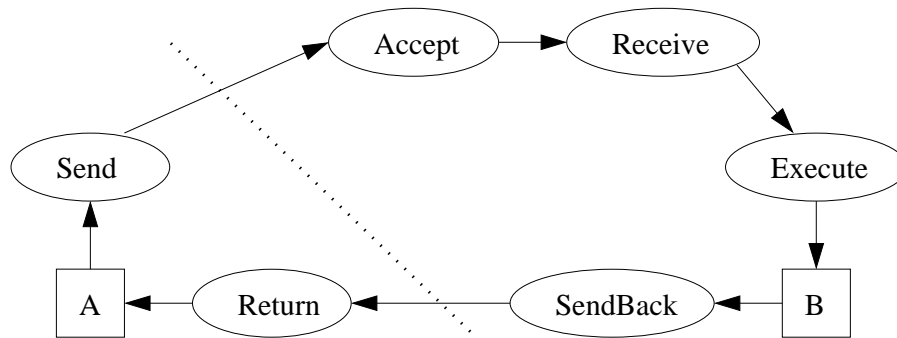 Accept
Receive
Send
Execute
A
Return
SendBack
B